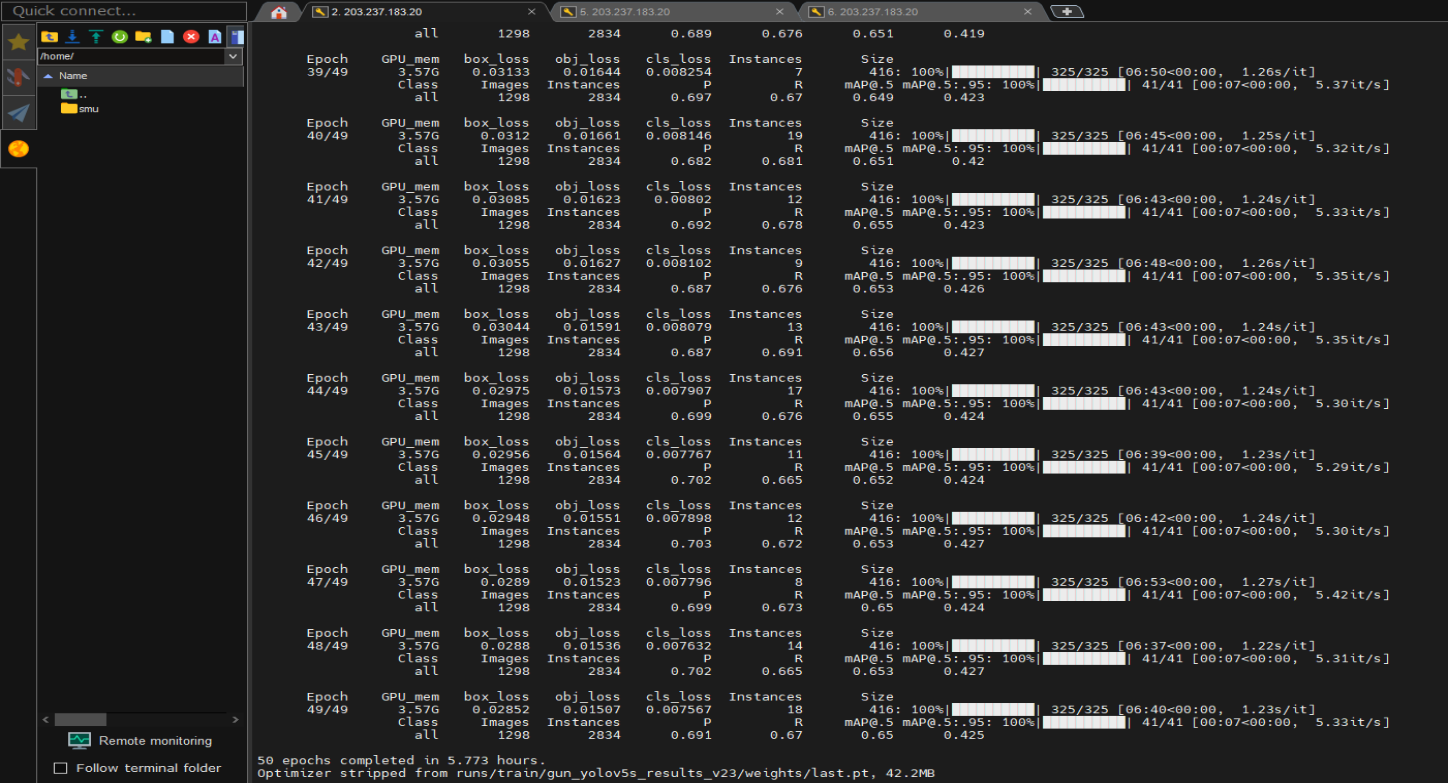 Quick connect...
2. 203.237.183.20
5. 203.237.183.20
6. 203.237.183.20
/home/
Name
..
smu
Remote monitoring
Follow terminal folder
all 1298 2834 0.689 0.676 0.651 0.419
Epoch GPU_mem box_loss obj_loss cls_loss Instances Size
39/49 3.57G 0.03133 0.01644 0.008254 7 416: 100%|██████████| 325/325 [06:50<00:00, 1.26s/it]
Class Images Instances P R mAP@.5 mAP@.5:.95: 100%|██████████| 41/41 [00:07<00:00, 5.37it/s]
all 1298 2834 0.697 0.67 0.649 0.423
Epoch GPU_mem box_loss obj_loss cls_loss Instances Size
40/49 3.57G 0.0312 0.01661 0.008146 19 416: 100%|██████████| 325/325 [06:45<00:00, 1.25s/it]
Class Images Instances P R mAP@.5 mAP@.5:.95: 100%|██████████| 41/41 [00:07<00:00, 5.32it/s]
all 1298 2834 0.682 0.681 0.651 0.42
Epoch GPU_mem box_loss obj_loss cls_loss Instances Size
41/49 3.57G 0.03085 0.01623 0.00802 12 416: 100%|██████████| 325/325 [06:43<00:00, 1.24s/it]
Class Images Instances P R mAP@.5 mAP@.5:.95: 100%|██████████| 41/41 [00:07<00:00, 5.33it/s]
all 1298 2834 0.692 0.678 0.655 0.423
Epoch GPU_mem box_loss obj_loss cls_loss Instances Size
42/49 3.57G 0.03055 0.01627 0.008102 9 416: 100%|██████████| 325/325 [06:48<00:00, 1.26s/it]
Class Images Instances P R mAP@.5 mAP@.5:.95: 100%|██████████| 41/41 [00:07<00:00, 5.35it/s]
all 1298 2834 0.687 0.676 0.653 0.426
Epoch GPU_mem box_loss obj_loss cls_loss Instances Size
43/49 3.57G 0.03044 0.01591 0.008079 13 416: 100%|██████████| 325/325 [06:43<00:00, 1.24s/it]
Class Images Instances P R mAP@.5 mAP@.5:.95: 100%|██████████| 41/41 [00:07<00:00, 5.35it/s]
all 1298 2834 0.687 0.691 0.656 0.427
Epoch GPU_mem box_loss obj_loss cls_loss Instances Size
44/49 3.57G 0.02975 0.01573 0.007907 17 416: 100%|██████████| 325/325 [06:43<00:00, 1.24s/it]
Class Images Instances P R mAP@.5 mAP@.5:.95: 100%|██████████| 41/41 [00:07<00:00, 5.30it/s]
all 1298 2834 0.699 0.676 0.655 0.424
Epoch GPU_mem box_loss obj_loss cls_loss Instances Size
45/49 3.57G 0.02956 0.01564 0.007767 11 416: 100%|██████████| 325/325 [06:39<00:00, 1.23s/it]
Class Images Instances P R mAP@.5 mAP@.5:.95: 100%|██████████| 41/41 [00:07<00:00, 5.29it/s]
all 1298 2834 0.702 0.665 0.652 0.424
Epoch GPU_mem box_loss obj_loss cls_loss Instances Size
46/49 3.57G 0.02948 0.01551 0.007898 12 416: 100%|██████████| 325/325 [06:42<00:00, 1.24s/it]
Class Images Instances P R mAP@.5 mAP@.5:.95: 100%|██████████| 41/41 [00:07<00:00, 5.30it/s]
all 1298 2834 0.703 0.672 0.653 0.427
Epoch GPU_mem box_loss obj_loss cls_loss Instances Size
47/49 3.57G 0.0289 0.01523 0.007796 8 416: 100%|██████████| 325/325 [06:53<00:00, 1.27s/it]
Class Images Instances P R mAP@.5 mAP@.5:.95: 100%|██████████| 41/41 [00:07<00:00, 5.42it/s]
all 1298 2834 0.699 0.673 0.65 0.424
Epoch GPU_mem box_loss obj_loss cls_loss Instances Size
48/49 3.57G 0.0288 0.01536 0.007632 14 416: 100%|██████████| 325/325 [06:37<00:00, 1.22s/it]
Class Images Instances P R mAP@.5 mAP@.5:.95: 100%|██████████| 41/41 [00:07<00:00, 5.31it/s]
all 1298 2834 0.702 0.665 0.653 0.427
Epoch GPU_mem box_loss obj_loss cls_loss Instances Size
49/49 3.57G 0.02852 0.01507 0.007567 18 416: 100%|██████████| 325/325 [06:40<00:00, 1.23s/it]
Class Images Instances P R mAP@.5 mAP@.5:.95: 100%|██████████| 41/41 [00:07<00:00, 5.33it/s]
all 1298 2834 0.691 0.67 0.65 0.425
50 epochs completed in 5.773 hours.
Optimizer stripped from runs/train/gun_yolov5s_results_v23/weights/last.pt, 42.2MB